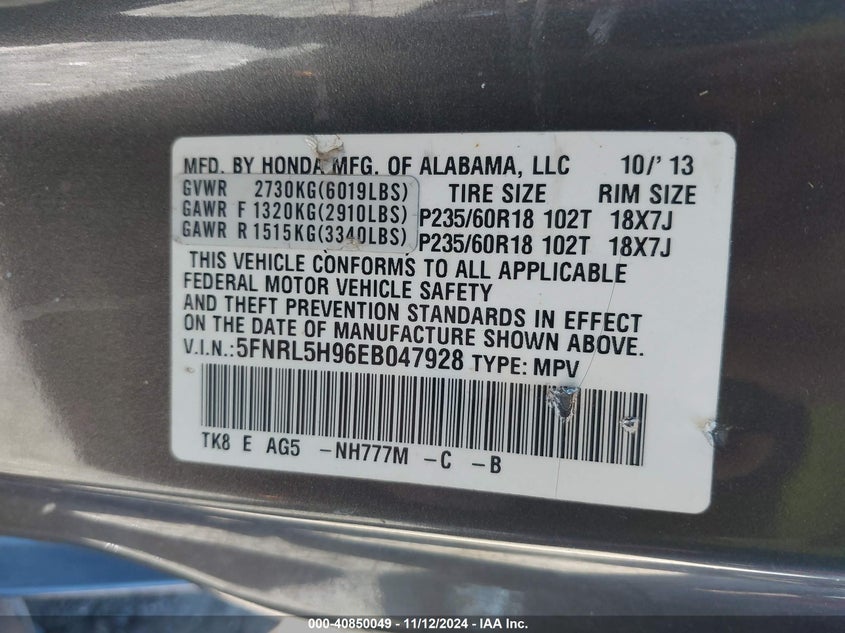 MFD. BY HONDA MFG. OF ALABAMA, LLC 10/' 13
GVWR 2730KG(6019LBS) TIRE SIZE RIM SIZE
GAWR F 1320KG(2910LBS) P235/60R18 102T 18X7J
GAWR R 1515KG(3340LBS) P235/60R18 102T 18X7J
THIS VEHICLE CONFORMS TO ALL APPLICABLE
FEDERAL MOTOR VEHICLE SAFETY
AND THEFT PREVENTION STANDARDS IN EFFECT
ON THE DATE OF MANUFACTURE SHOWN ABOVE.
V.I.N.: 5FNRL5H96EB047928 TYPE: MPV
TK8 E AG5 -NH777M -C -B
000-40850049 - 11/12/2024 - IAA Inc.